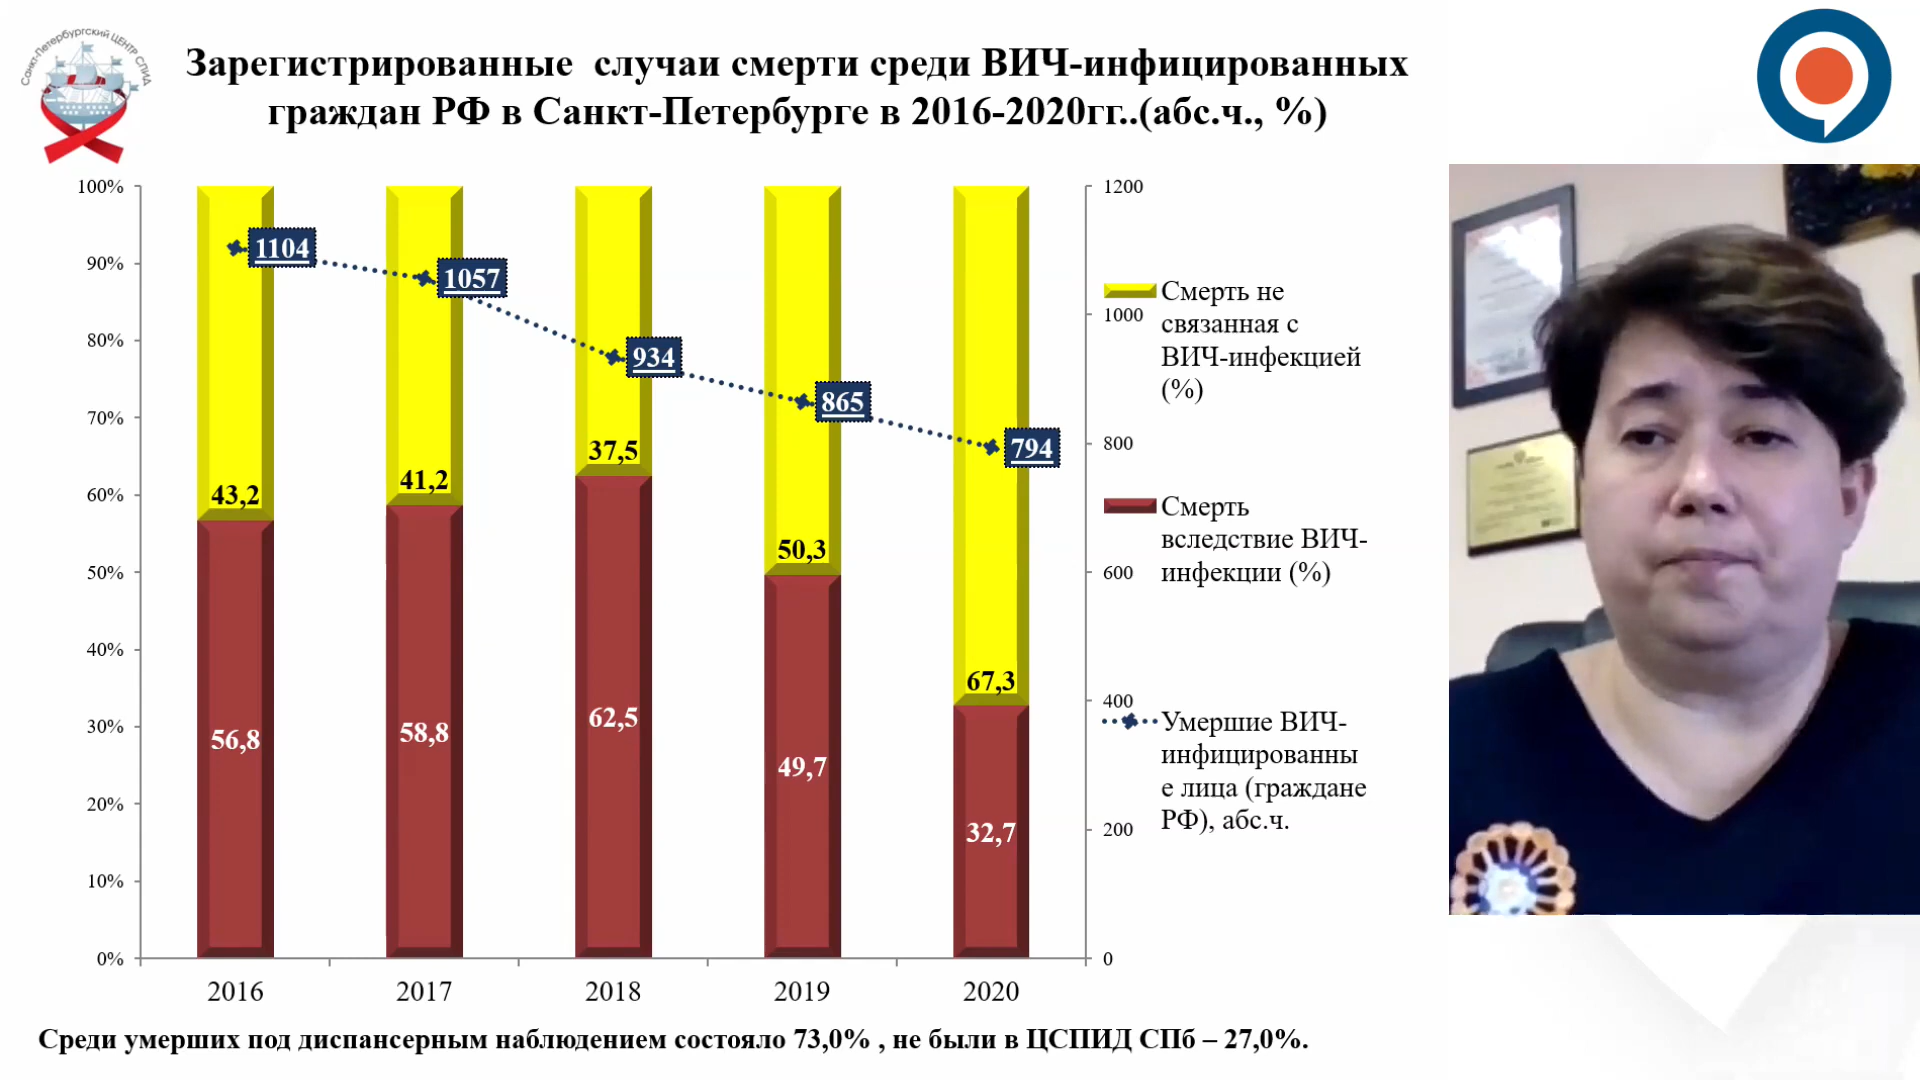 Санкт-Петербургский ЦЕНТР СПИД
Зарегистрированные случаи смерти среди ВИЧ-инфицированных
граждан РФ в Санкт-Петербурге в 2016-2020гг..(абс.ч., %)
100%
90%
80%
70%
60%
50%
40%
30%
20%
10%
0%
1104
1057
934
865
794
43,2
41,2
37,5
50,3
67,3
56,8
58,8
62,5
49,7
32,7
1200
1000
800
600
400
200
0
2016
2017
2018
2019
2020
Смерть не
связанная с
ВИЧ-инфекцией
(%)
Смерть
вследствие ВИЧ-
инфекции (%)
Умершие ВИЧ-
инфицированны
е лица (граждане
РФ), абс.ч.
Среди умерших под диспансерным наблюдением состояло 73,0% , не были в ЦСПИД СПб – 27,0%.